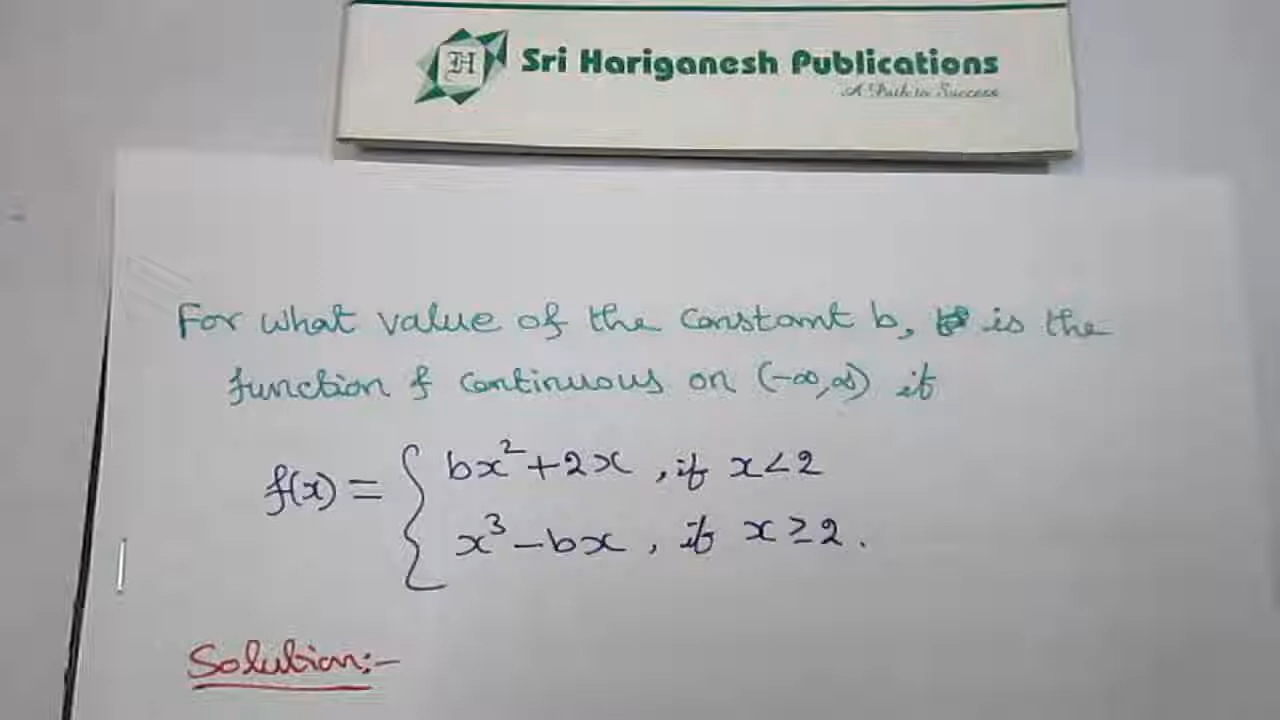 H
Sri Hariganesh Publications
A Path to Success
For what value of the constant b, is the
function f continuous on (-∞,∞) if
f(x) = { bx²+2x , if x<2
x³-bx , if x≥2.
Solution:-